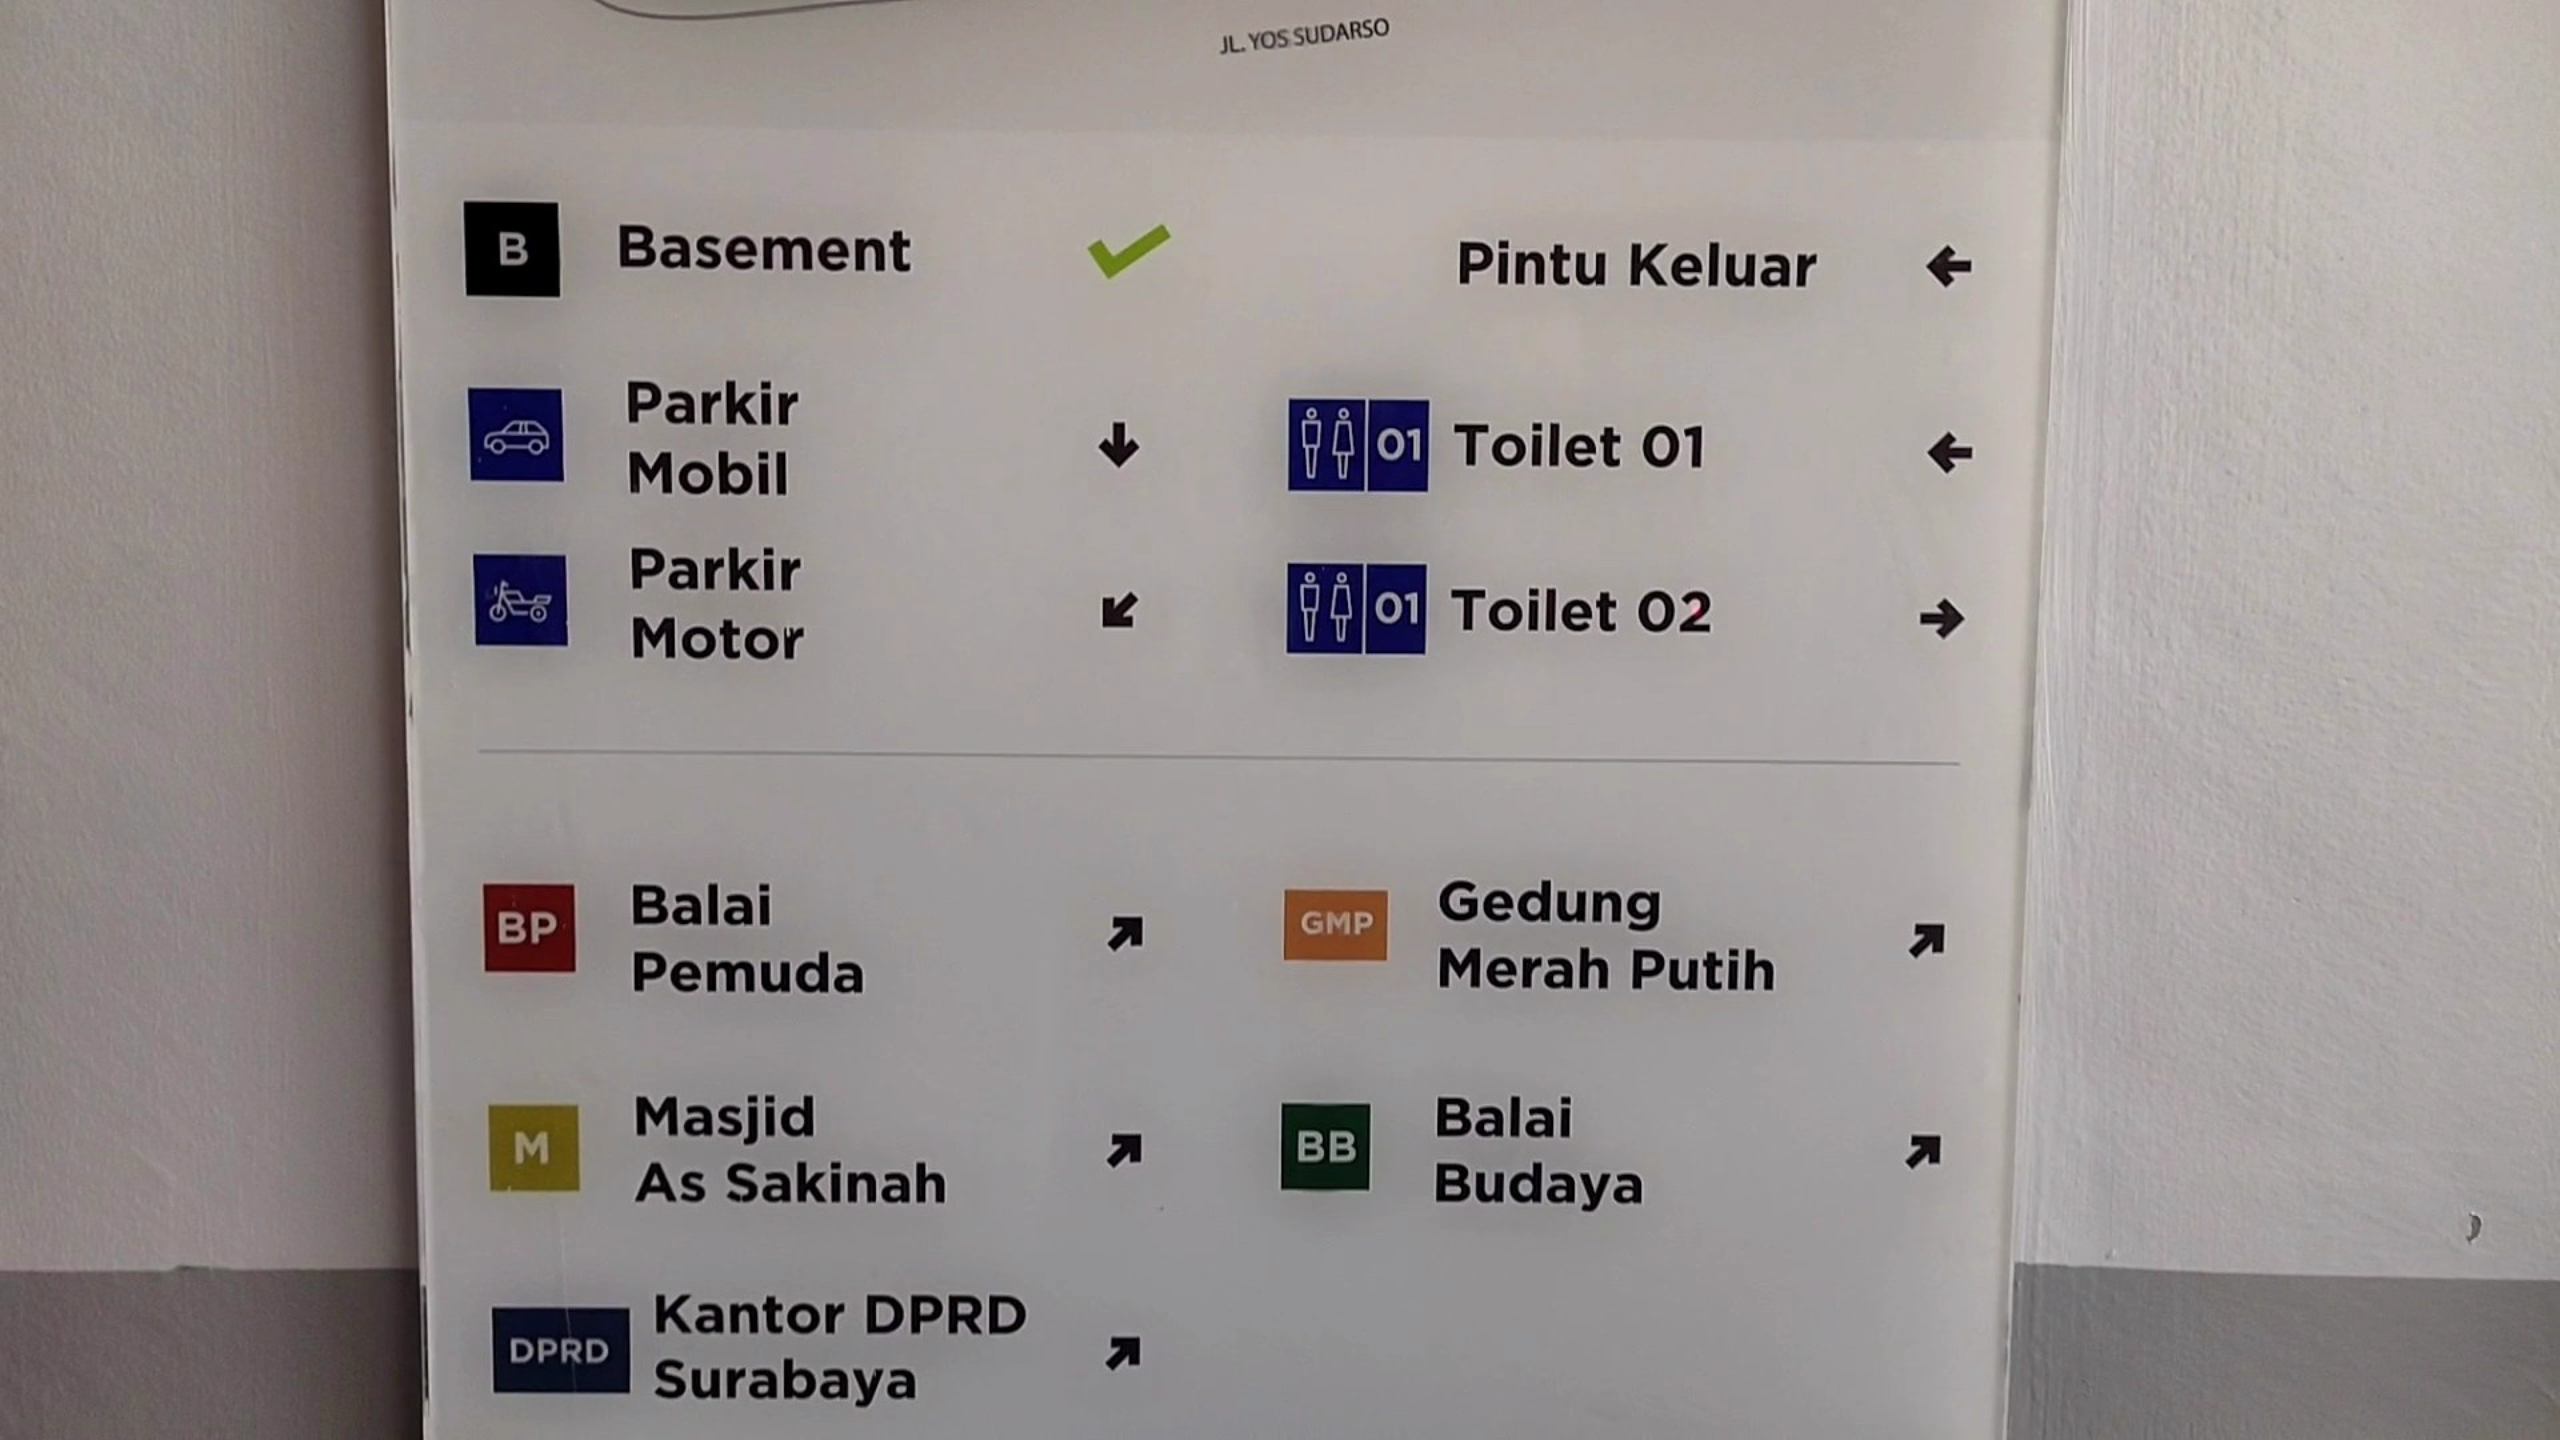 JL. YOS SUDARSO
B Basement
Pintu Keluar
Parkir
Mobil
01 Toilet 01
Parkir
Motor
01 Toilet 02
BP
Balai
Pemuda
GMP
Gedung
Merah Putih
M
Masjid
As Sakinah
BB
Balai
Budaya
DPRD
Kantor DPRD
Surabaya